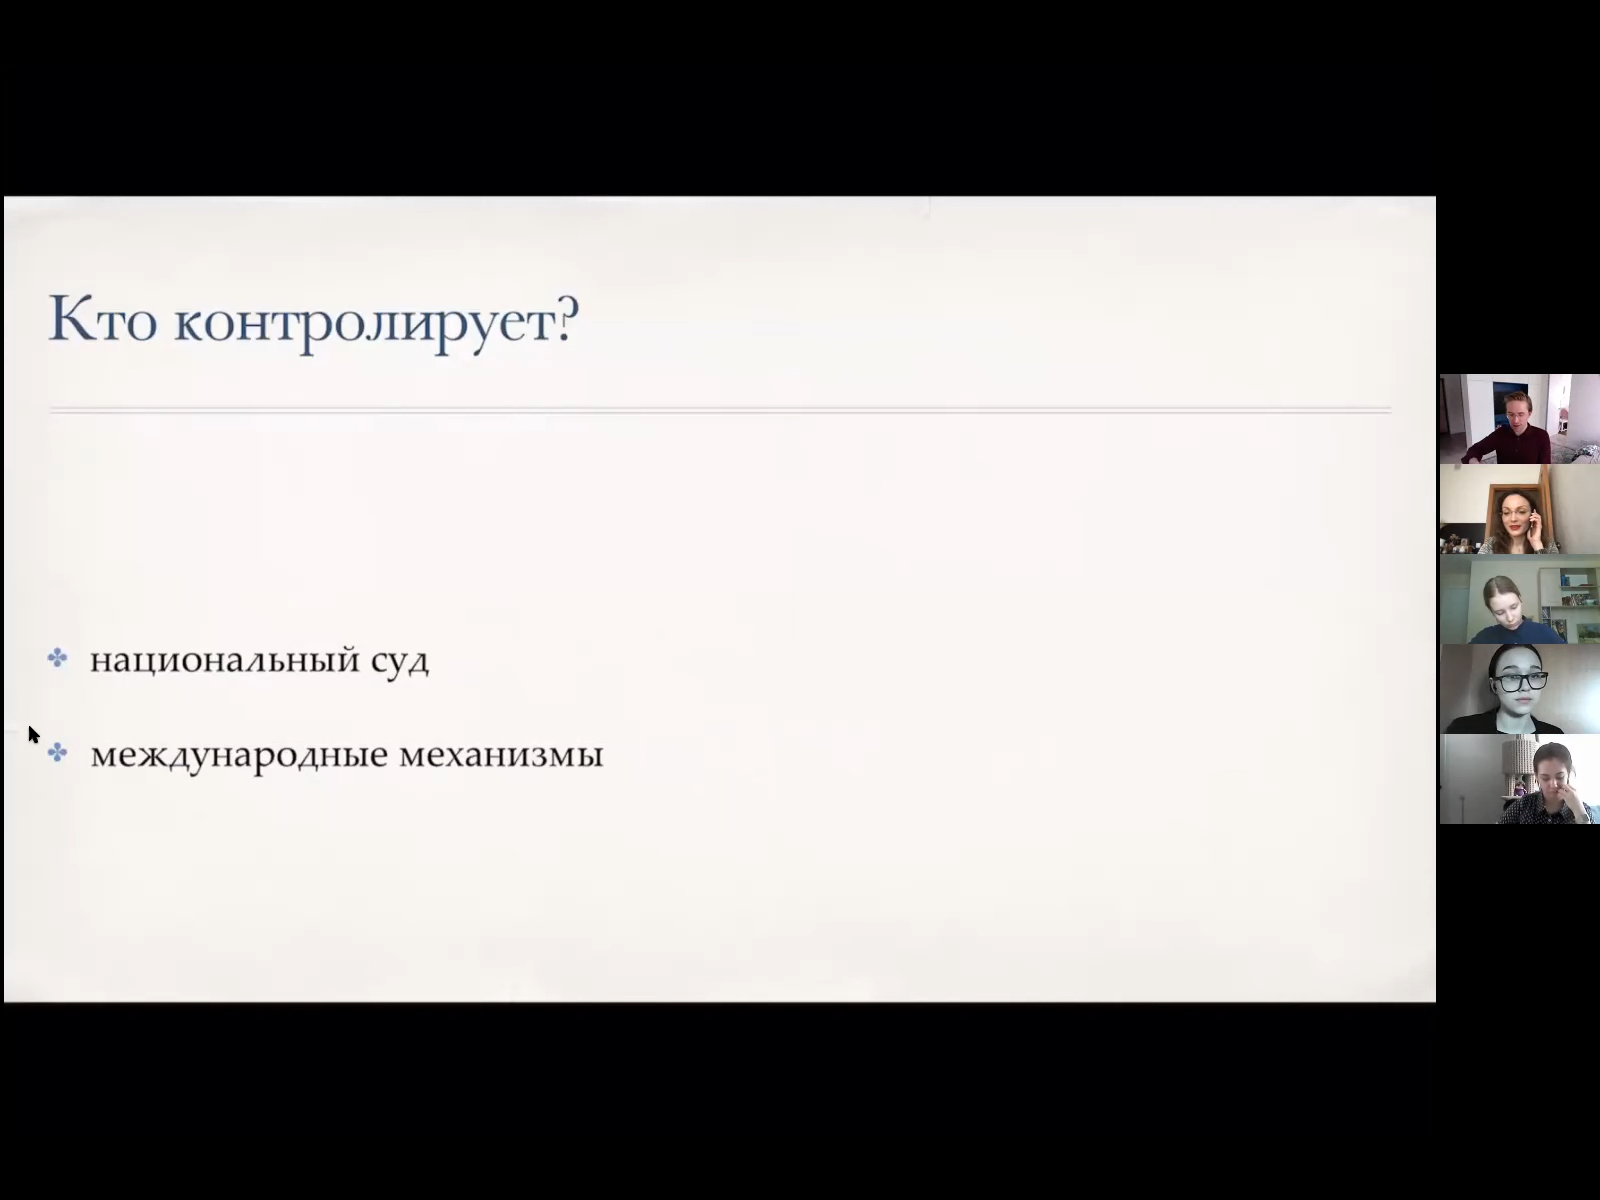 Кто контролирует?
национальный суд
международные механизмы